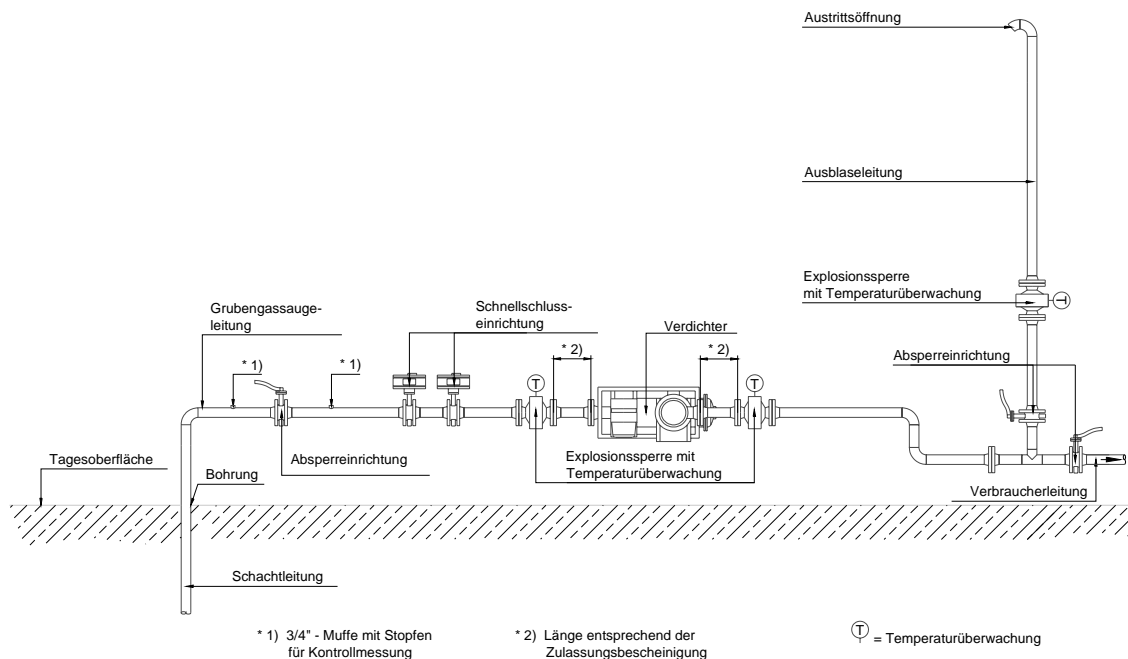 Austrittsöffnung
Ausblaseleitung
Explosionssperre
mit Temperaturüberwachung
T
Grubengassauge-
leitung
Schnellschluss-
einrichtung
Verdichter
* 1)
* 1)
* 2)
* 2)
Absperreinrichtung
T
T
Tagesoberfläche
Bohrung
Absperreinrichtung
Explosionssperre mit
Temperaturüberwachung
Verbraucherleitung
Schachtleitung
* 1) 3/4" - Muffe mit Stopfen
für Kontrollmessung
* 2) Länge entsprechend der
Zulassungsbescheinigung
T = Temperaturüberwachung